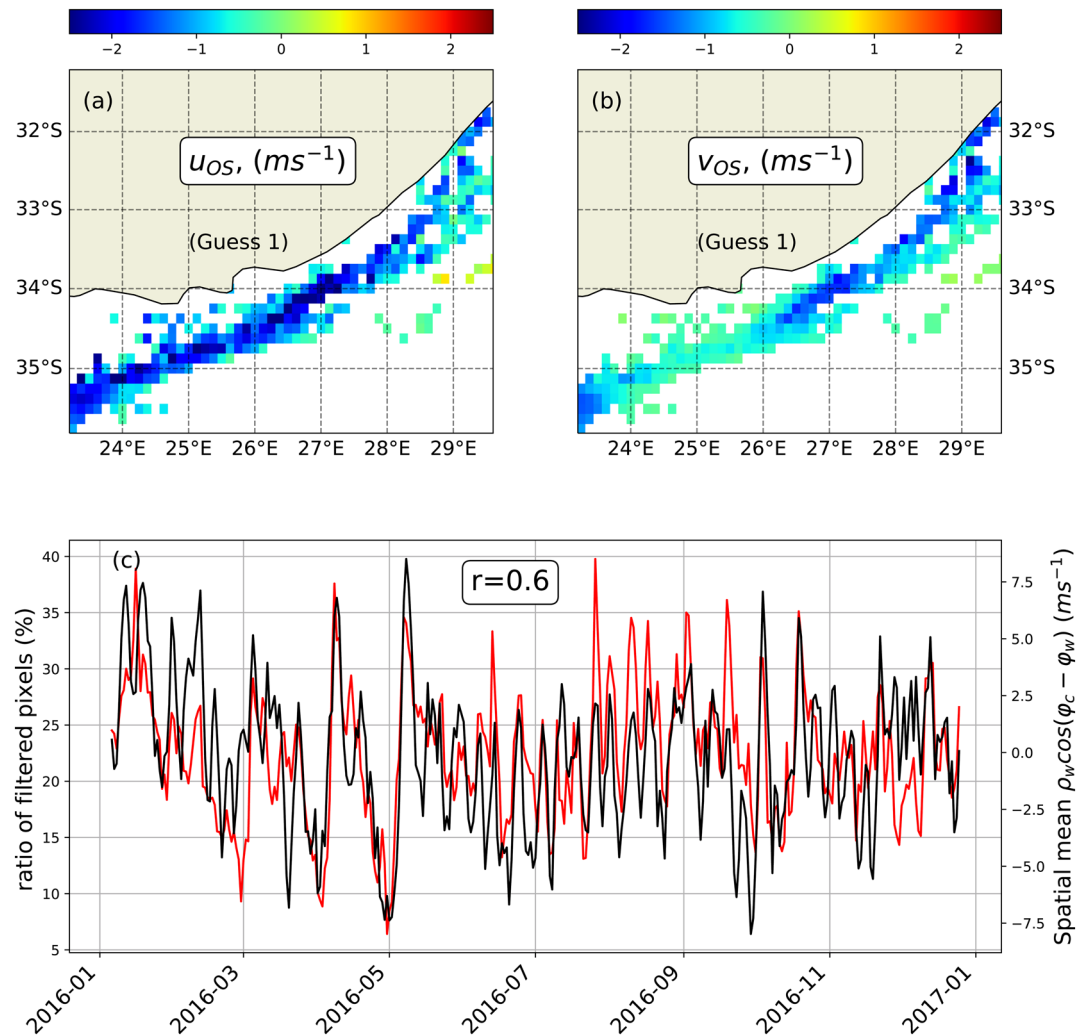 −2 −1 0 1 2
−2 −1 0 1 2
(a)
(b)
32°S
33°S
34°S
35°S
u_OS, (ms⁻¹)
v_OS, (ms⁻¹)
32°S
33°S
34°S
35°S
(Guess 1)
(Guess 1)
24°E 25°E 26°E 27°E 28°E 29°E
24°E 25°E 26°E 27°E 28°E 29°E
(c)
r=0.6
ratio of filtered pixels (%)
40
35
30
25
20
15
10
5
7.5
5.0
2.5
0.0
−2.5
−5.0
−7.5
Spatial mean ρ_w cos(φ_c − φ_w) (ms⁻¹)
2016-01
2016-03
2016-05
2016-07
2016-09
2016-11
2017-01